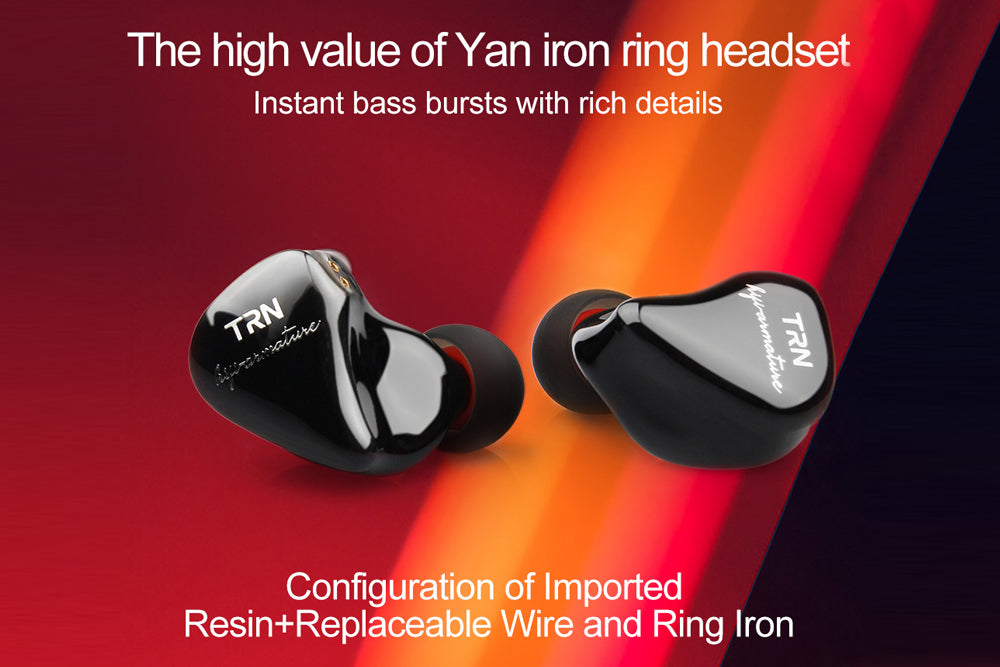 The high value of Yan iron ring headset
Instant bass bursts with rich details
TRN
TRN
Configuration of Imported
Resin+Replaceable Wire and Ring Iron